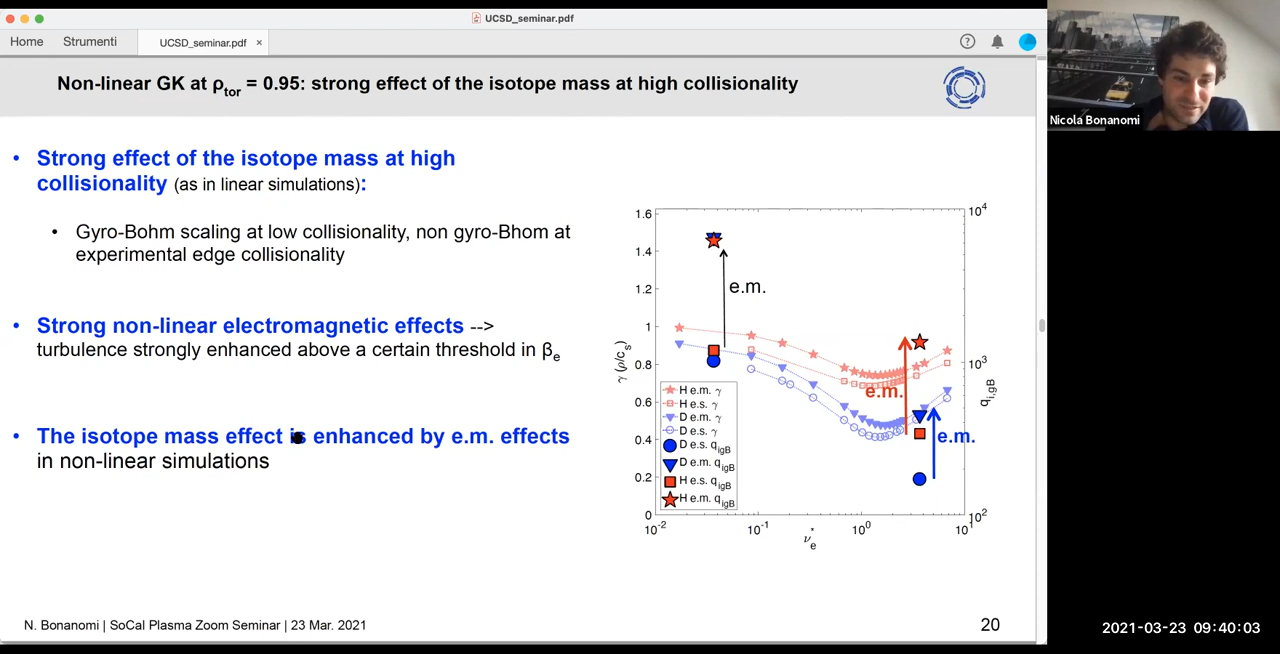 UCSD_seminar.pdf
Home Strumenti UCSD_seminar.pdf ×
Non-linear GK at ρtor = 0.95: strong effect of the isotope mass at high collisionality
• Strong effect of the isotope mass at high
collisionality (as in linear simulations):
• Gyro-Bohm scaling at low collisionality, non gyro-Bhom at
experimental edge collisionality
• Strong non-linear electromagnetic effects -->
turbulence strongly enhanced above a certain threshold in βe
• The isotope mass effect is enhanced by e.m. effects
in non-linear simulations
1.6
1.4
1.2
1
0.8
0.6
0.4
0.2
0
γ (ρ/cs)
10^-2 10^-1 10^0 10^1
ν*e
10^4
10^3
10^2
qi,gB
e.m.
e.m.
e.m.
H e.m. γ
H e.s. γ
D e.m. γ
D e.s. γ
D e.s. qigB
D e.m. qigB
H e.s. qigB
H e.m. qigB
N. Bonanomi | SoCal Plasma Zoom Seminar | 23 Mar. 2021
20
Nicola Bonanomi
2021-03-23 09:40:03